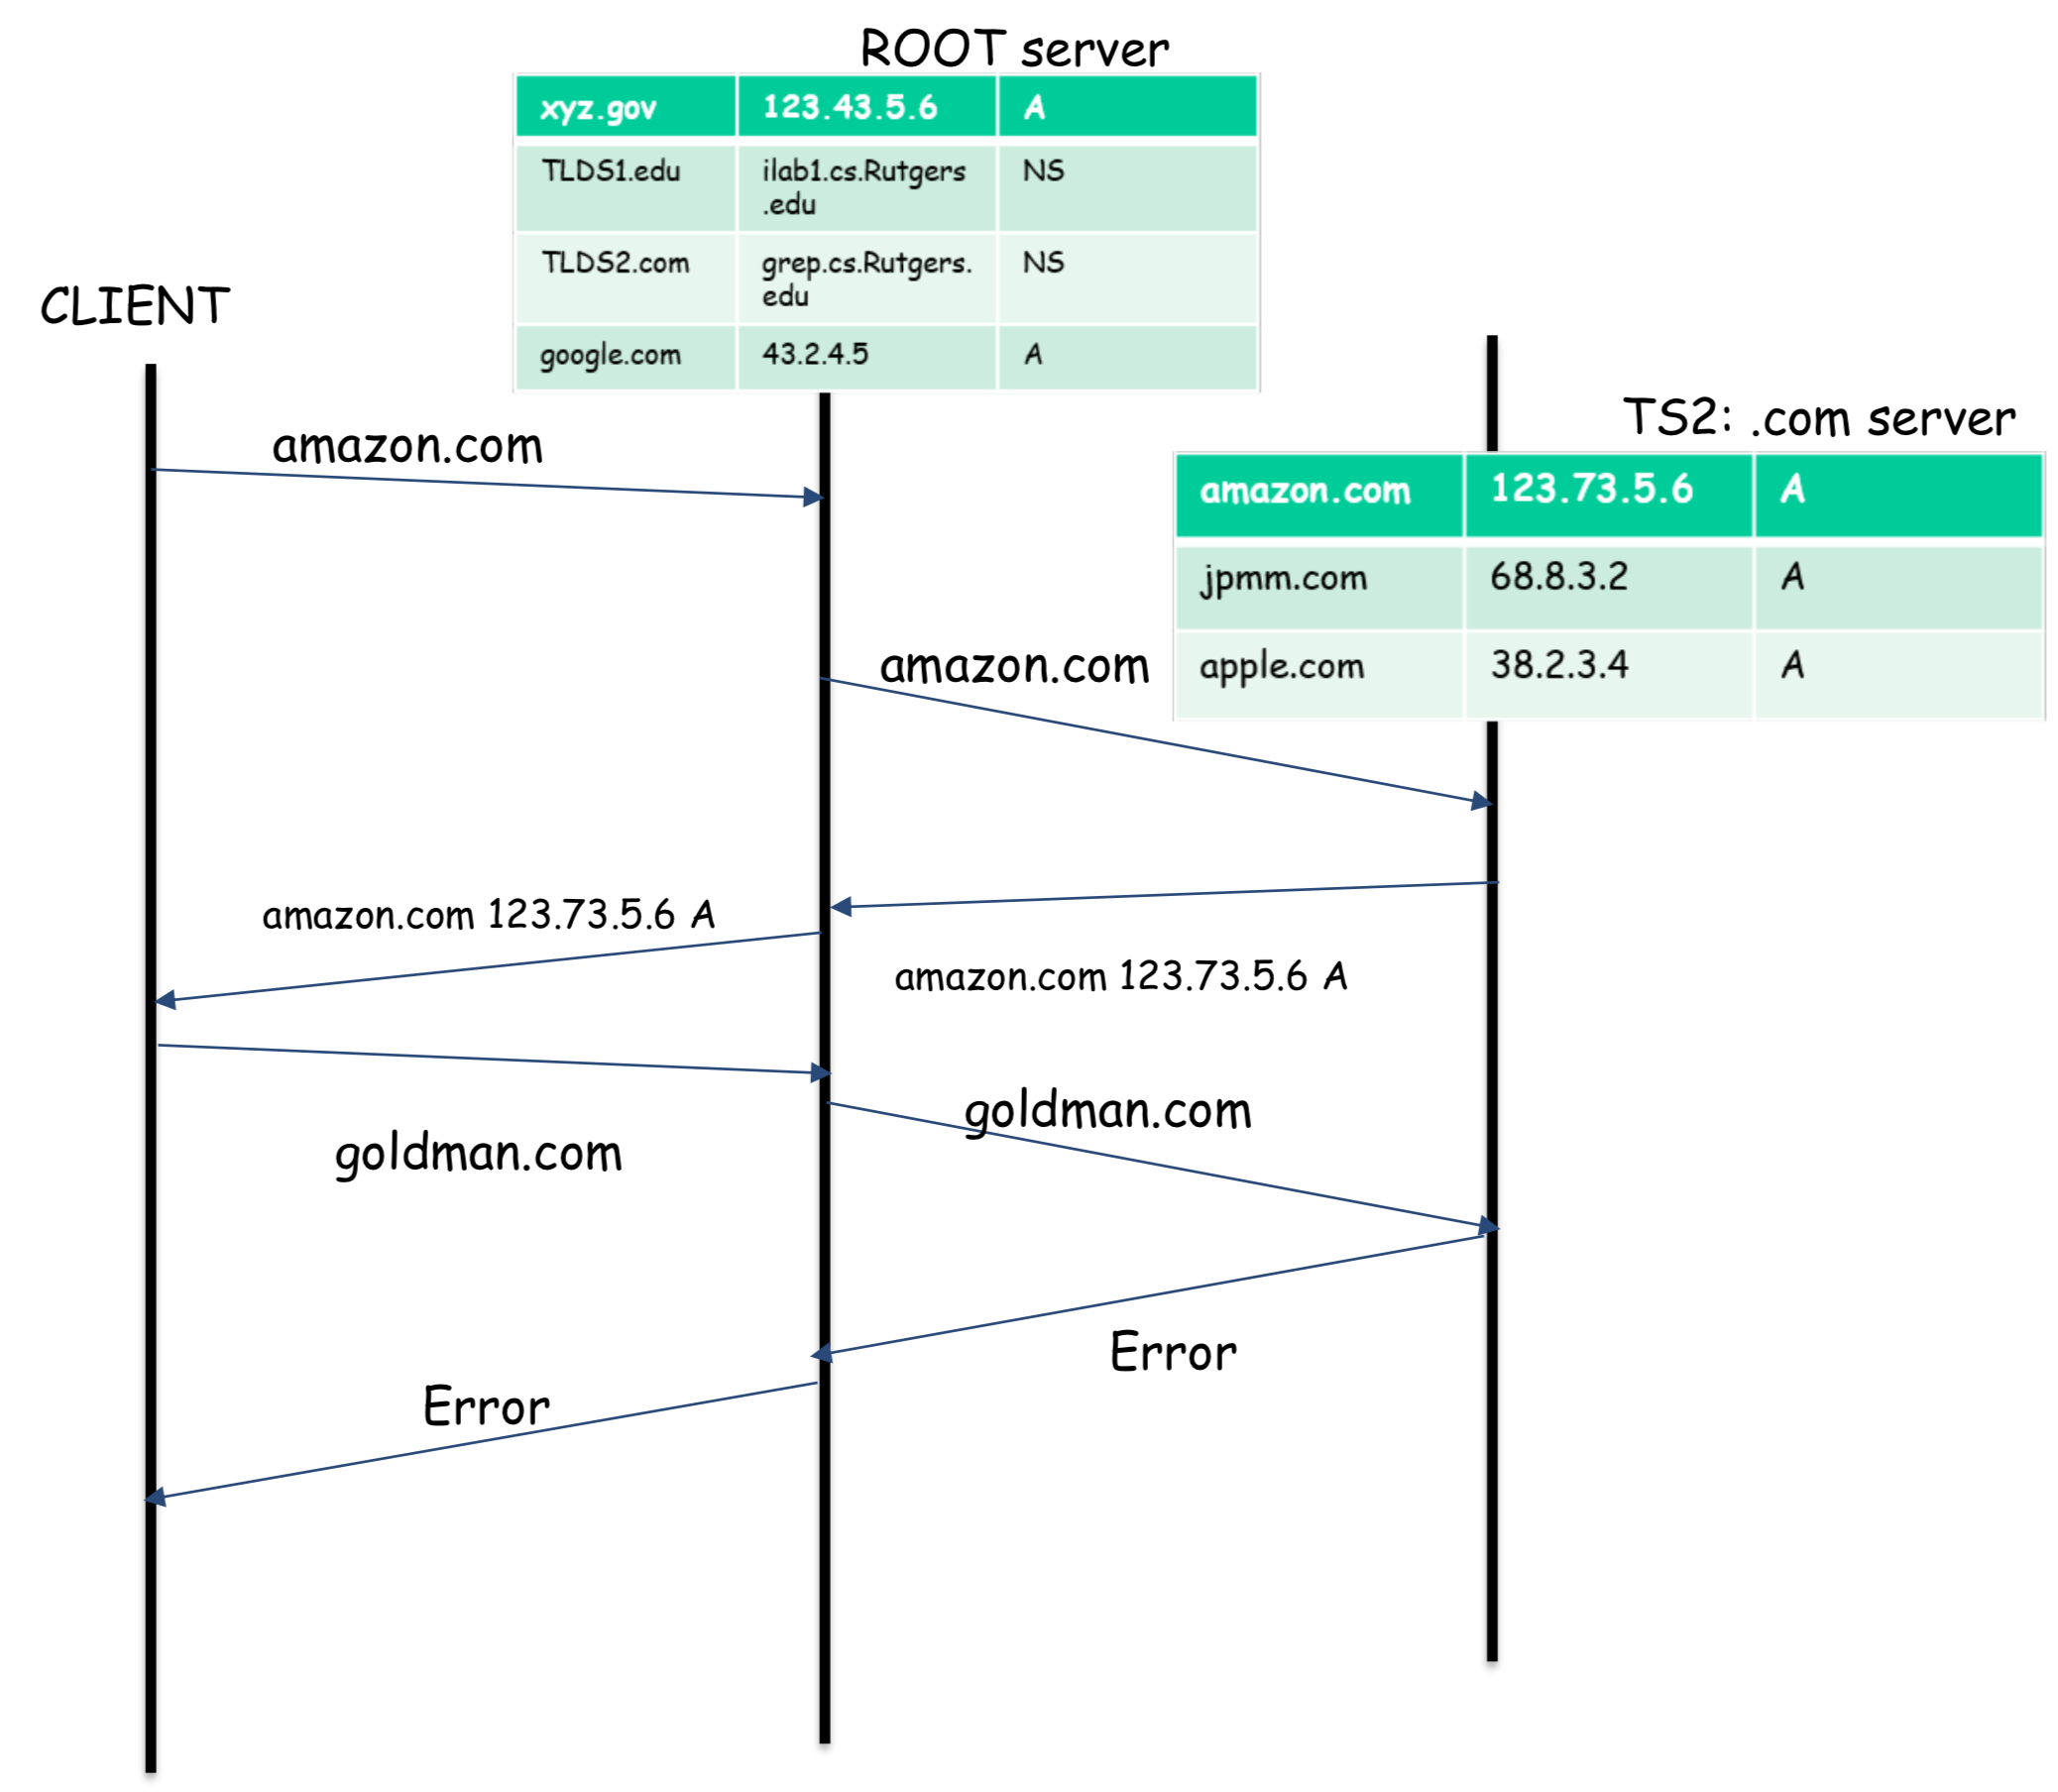 ROOT server
xyz.gov 123.43.5.6 A
TLDS1.edu ilab1.cs.Rutgers NS
.edu
TLDS2.com grep.cs.Rutgers. NS
edu
google.com 43.2.4.5 A
CLIENT
TS2: .com server
amazon.com 123.73.5.6 A
jpmm.com 68.8.3.2 A
apple.com 38.2.3.4 A
amazon.com
amazon.com
amazon.com 123.73.5.6 A
amazon.com 123.73.5.6 A
goldman.com
goldman.com
Error
Error